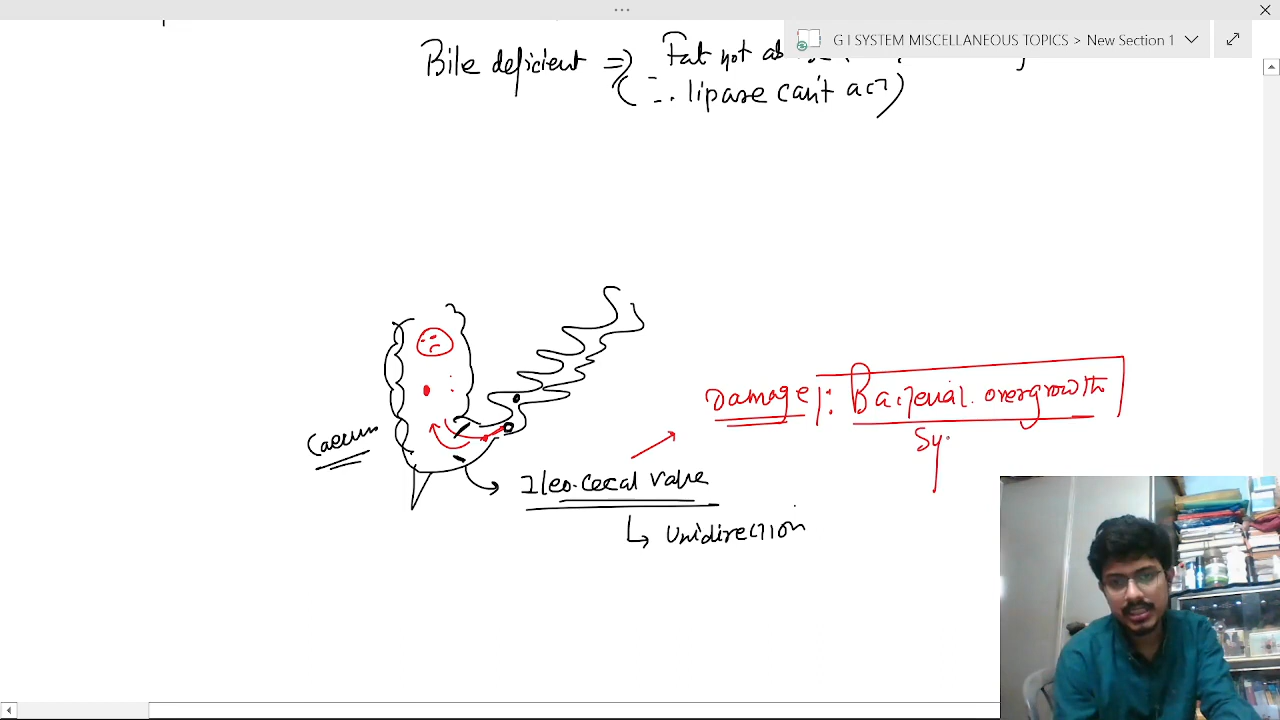 G I SYSTEM MISCELLANEOUS TOPICS > New Section 1
Bile deficient ⇒ Fat not ab
(∴ lipase can't act)
Caecum
Damage : Bacterial overgrowth
Sy
Ileo-cecal valve
↳ Unidirection